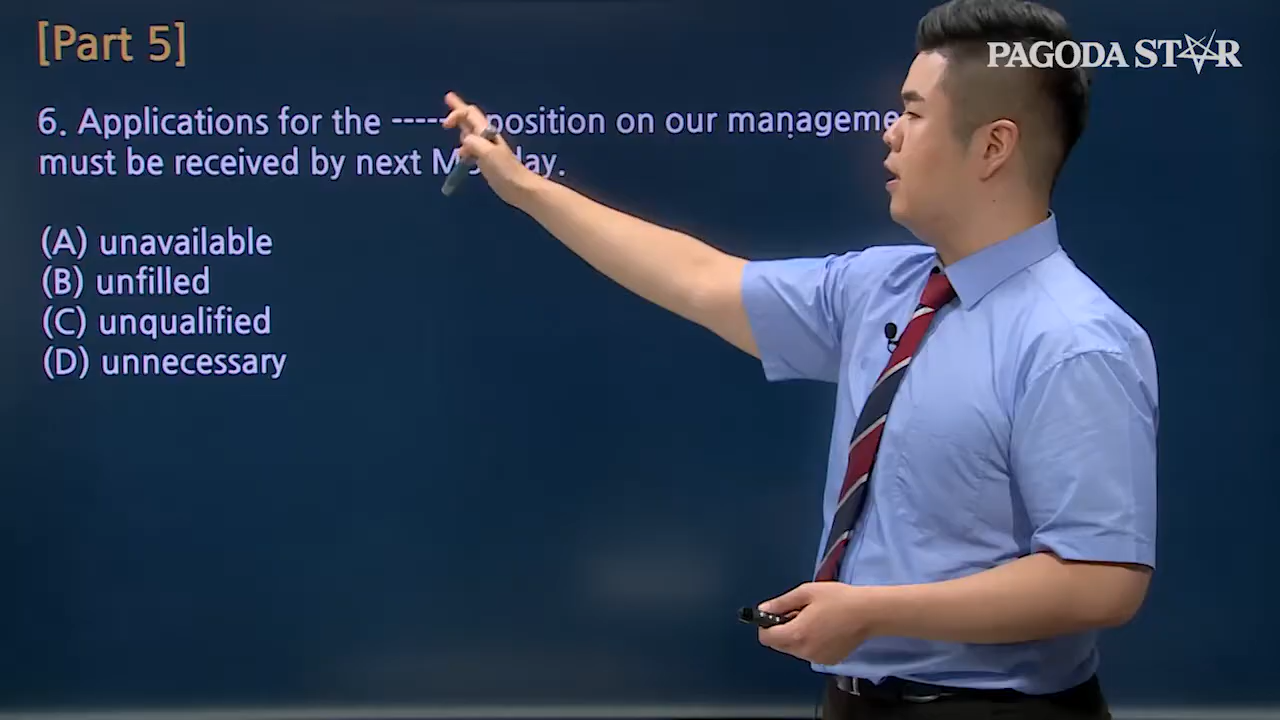 [Part 5]
PAGODA STAR
6. Applications for the ----- position on our manageme
must be received by next M day.
(A) unavailable
(B) unfilled
(C) unqualified
(D) unnecessary